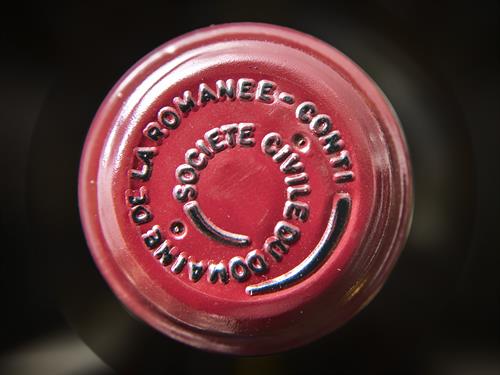 SOCIETE CIVILE DU DOMAINE DE LA ROMANEE-CONTI